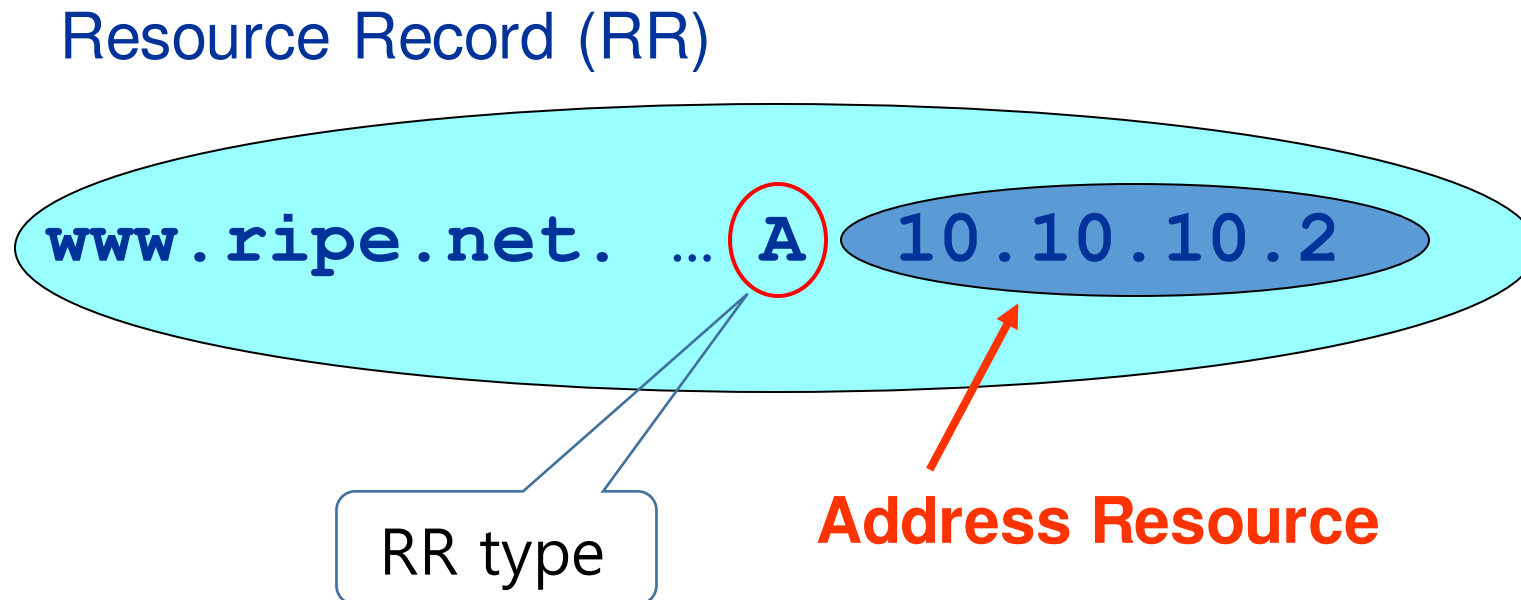 Resource Record (RR)
www.ripe.net. … A 10.10.10.2
RR type
Address Resource